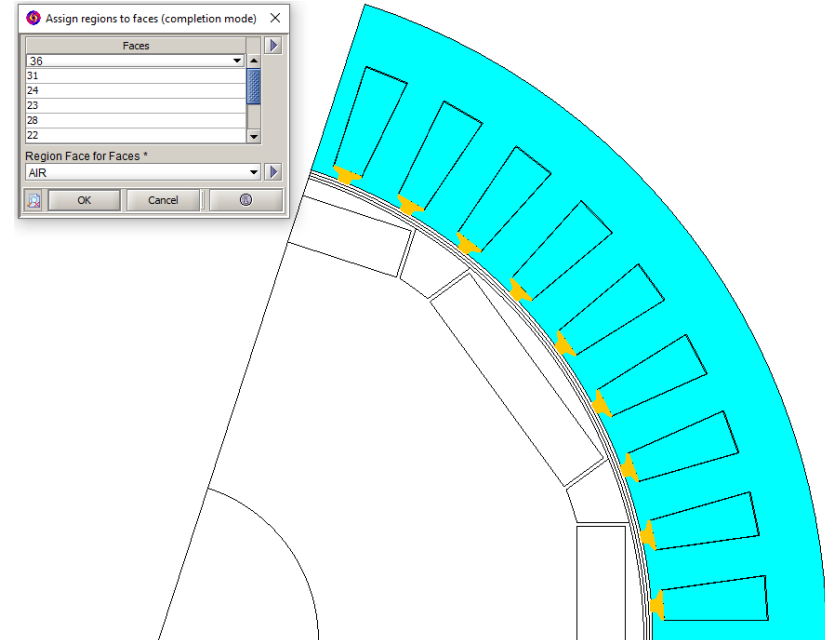 Assign regions to faces (completion mode)
Faces
36
31
24
23
28
22
Region Face for Faces *
AIR
OK
Cancel